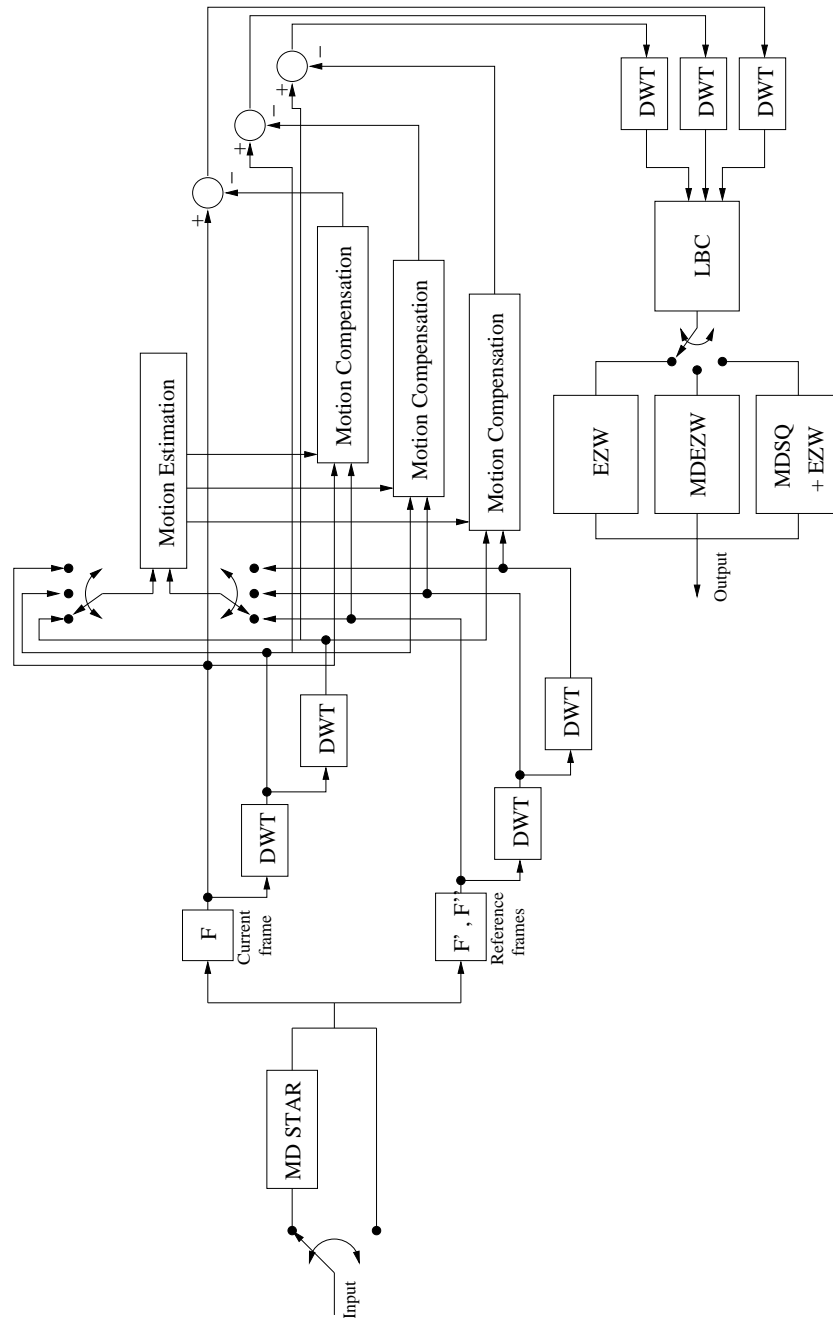 Input
MD STAR
F
Current
frame
F' , F''
Reference
frames
DWT
DWT
DWT
DWT
Motion Estimation
Motion Compensation
Motion Compensation
Motion Compensation
+
−
+
−
+
−
DWT
DWT
DWT
LBC
EZW
MDEZW
MDSQ
+ EZW
Output